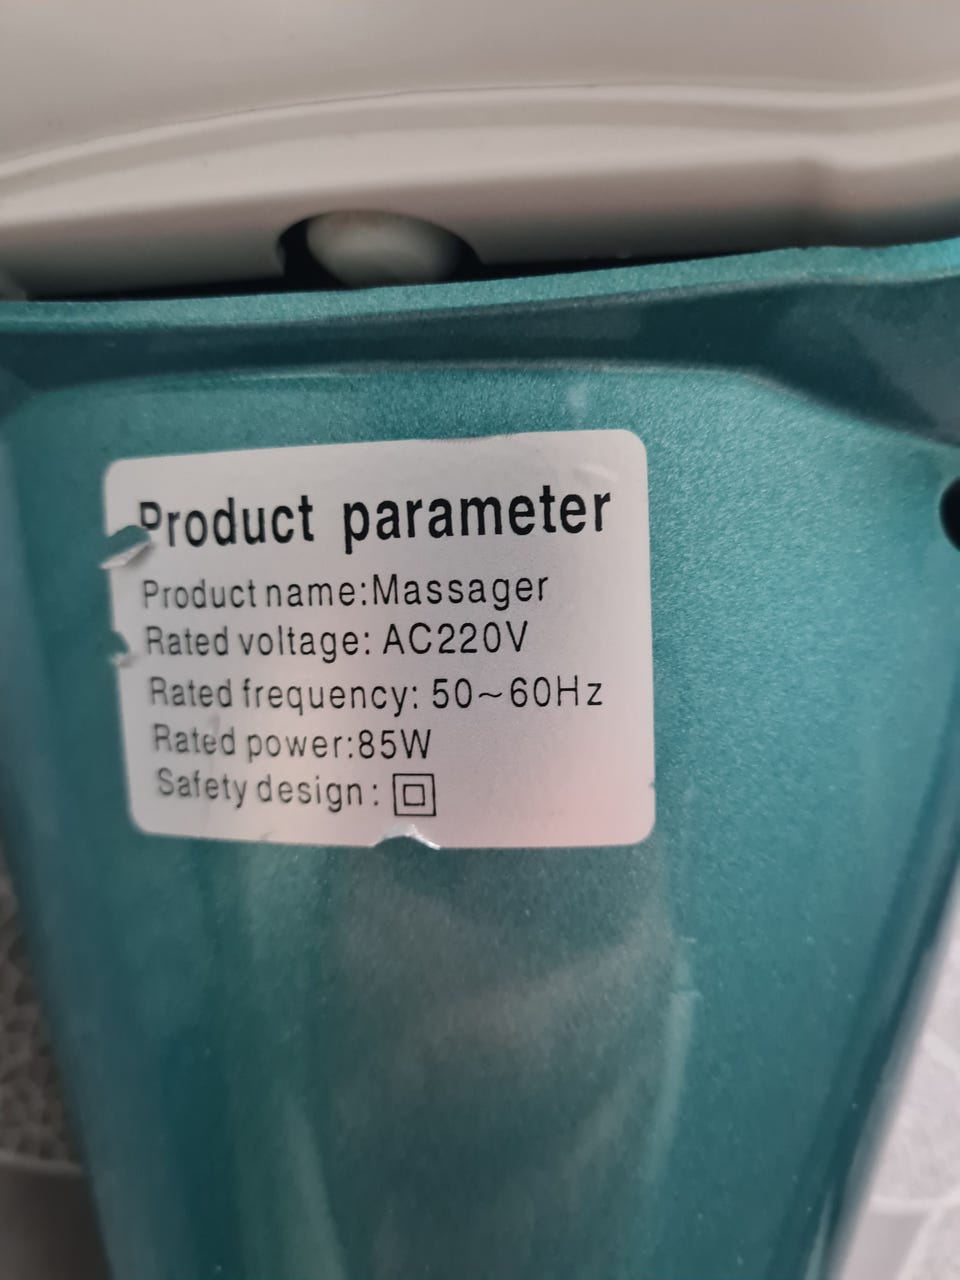 Product parameter
Product name:Massager
Rated voltage: AC220V
Rated frequency: 50~60Hz
Rated power:85W
Safety design: